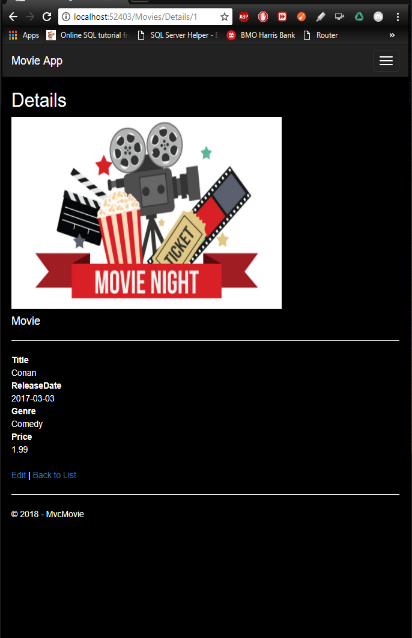 localhost:52403/Movies/Details/1
ABP
Apps
Online SQL tutorial f
SQL Server Helper - E
BMO Harris Bank
Router
»
Movie App
Details
TICKET
MOVIE NIGHT
Movie
Title
Conan
ReleaseDate
2017-03-03
Genre
Comedy
Price
1.99
Edit | Back to List
© 2018 - MvcMovie